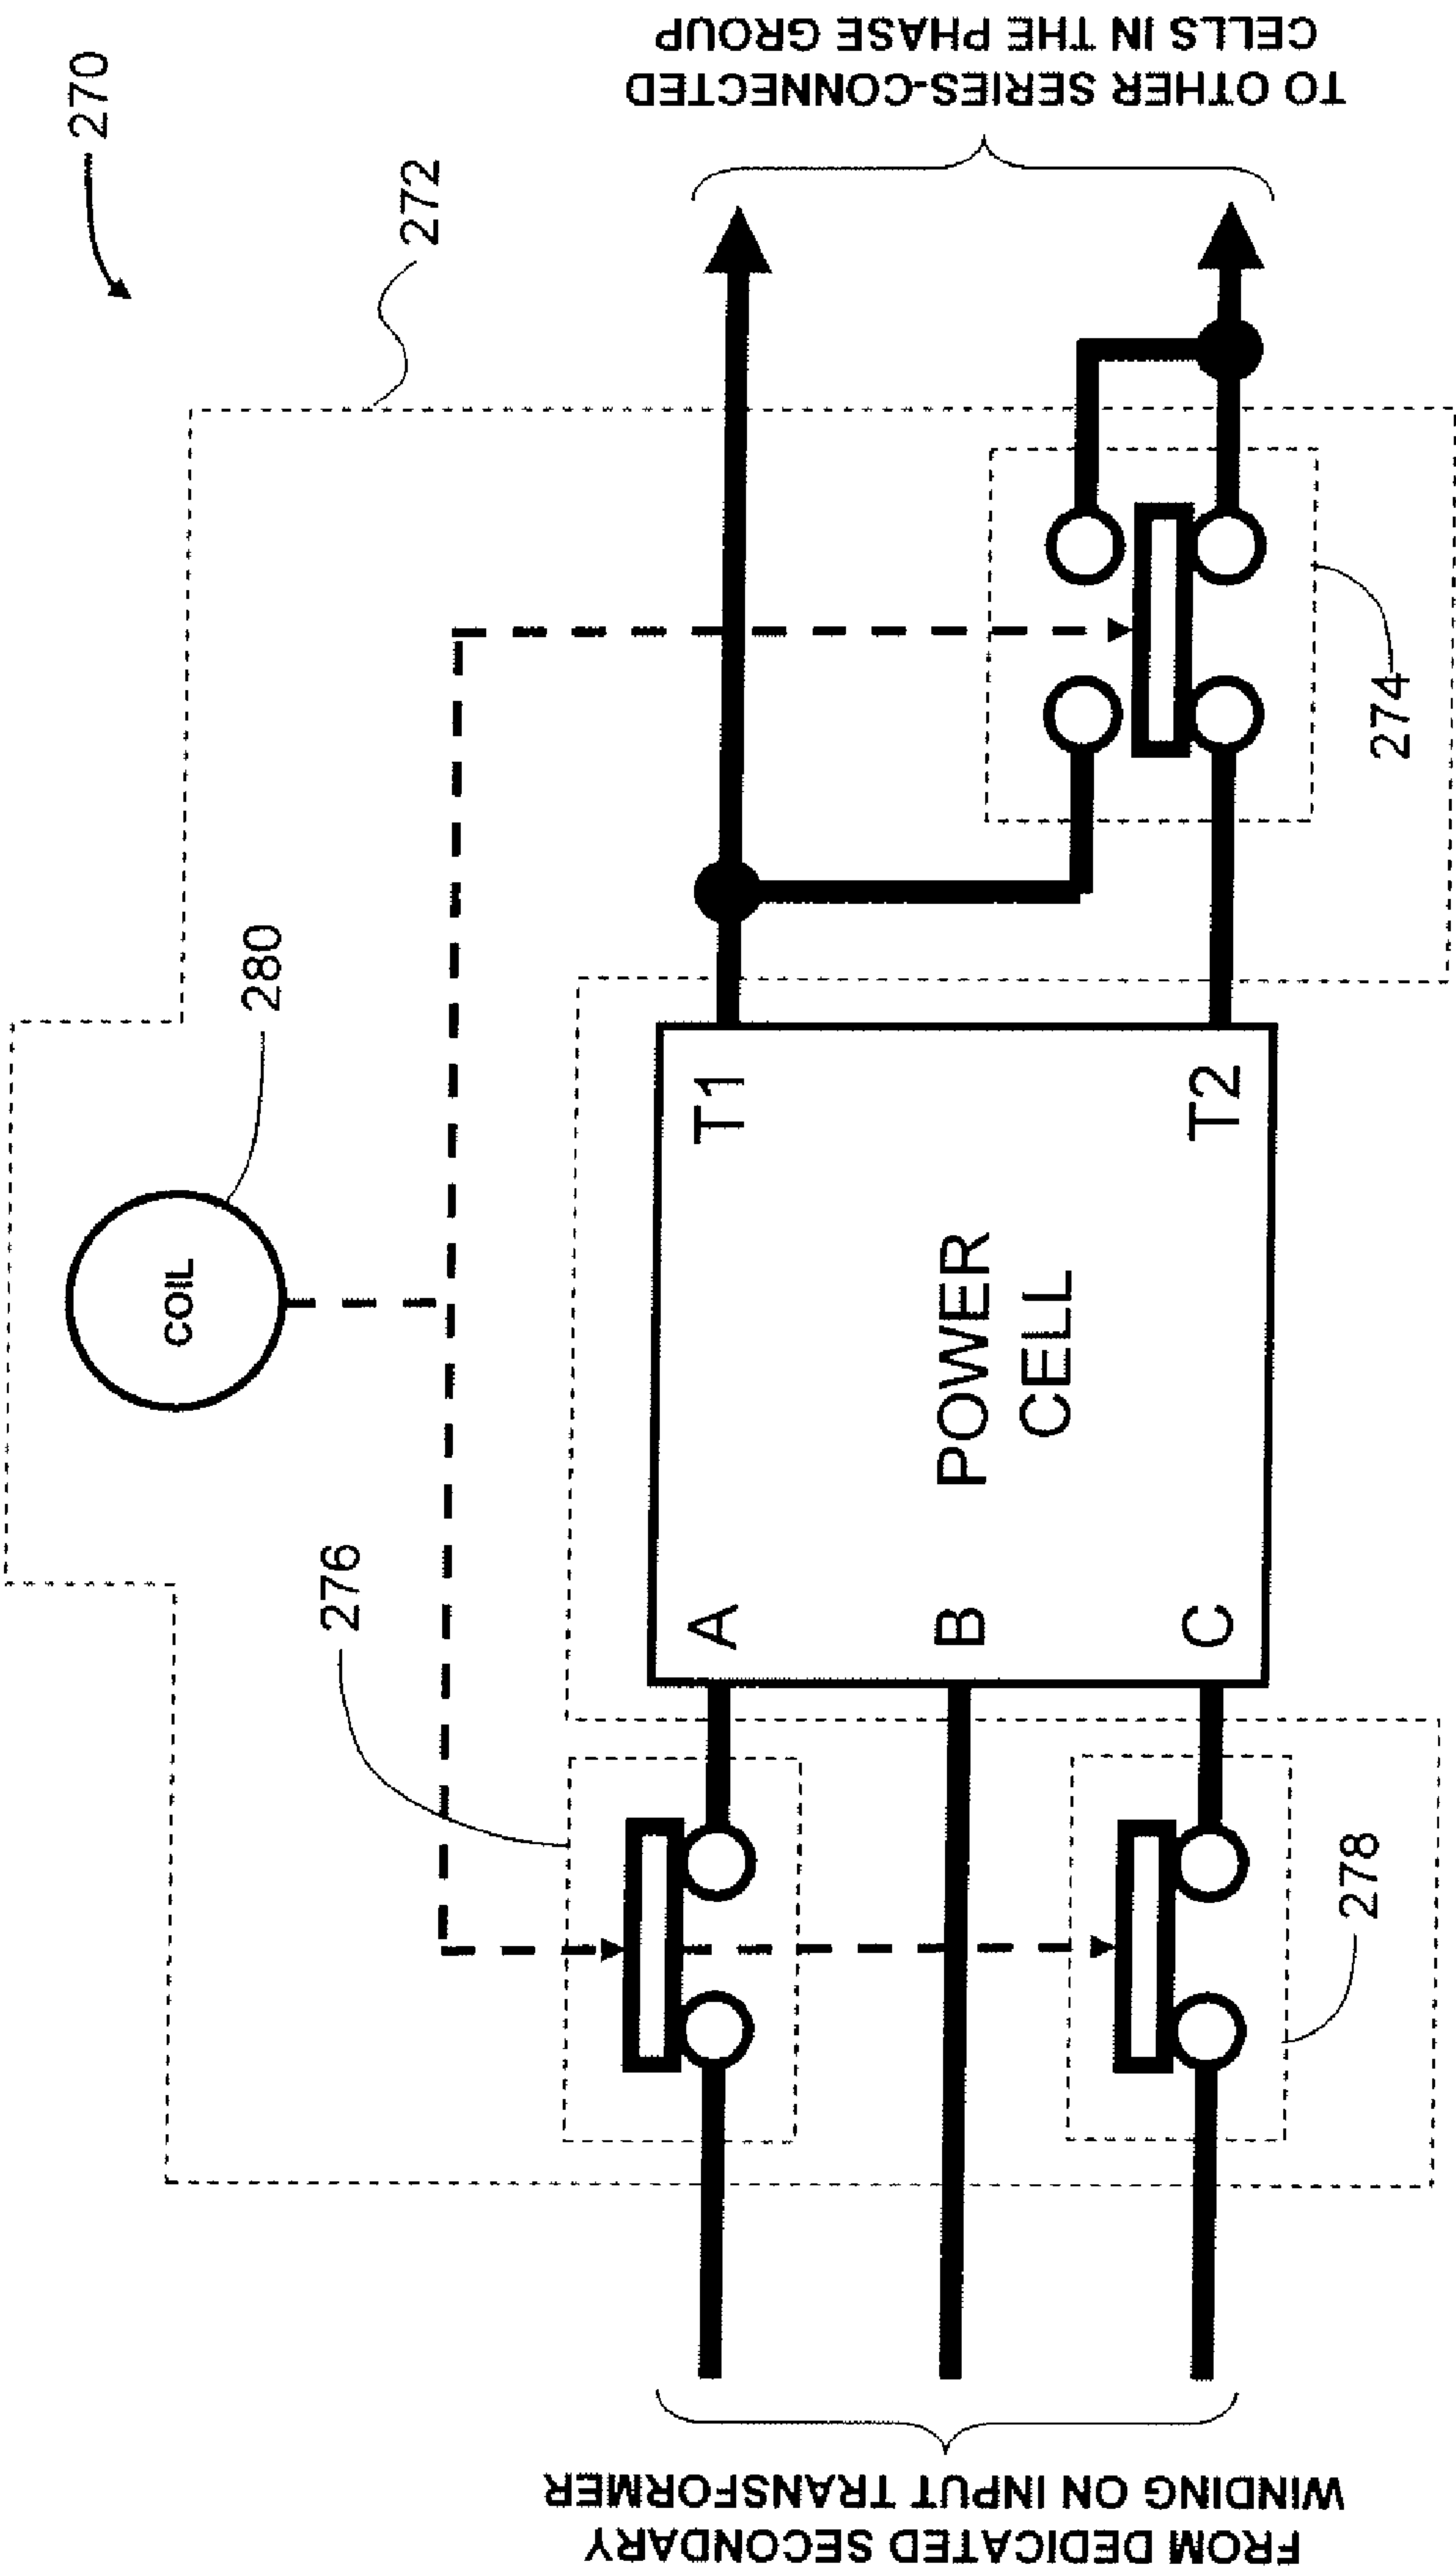 270
272
280
COIL
276
A
B
C
POWER
CELL
T1
T2
274
278
FROM DEDICATED SECONDARY
WINDING ON INPUT TRANSFORMER
TO OTHER SERIES-CONNECTED
CELLS IN THE PHASE GROUP